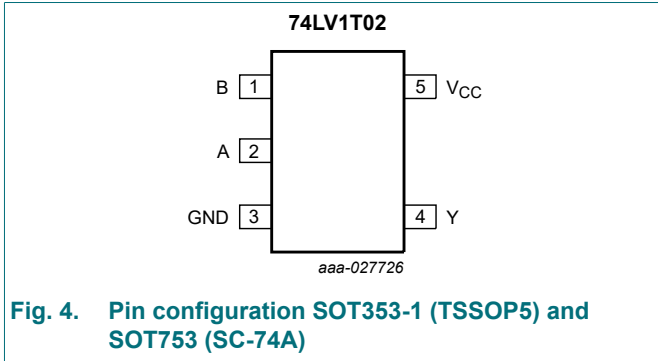 74LV1T02
B 1 5 VCC
A 2
GND 3 4 Y
aaa-027726
Fig. 4. Pin configuration SOT353-1 (TSSOP5) and
SOT753 (SC-74A)